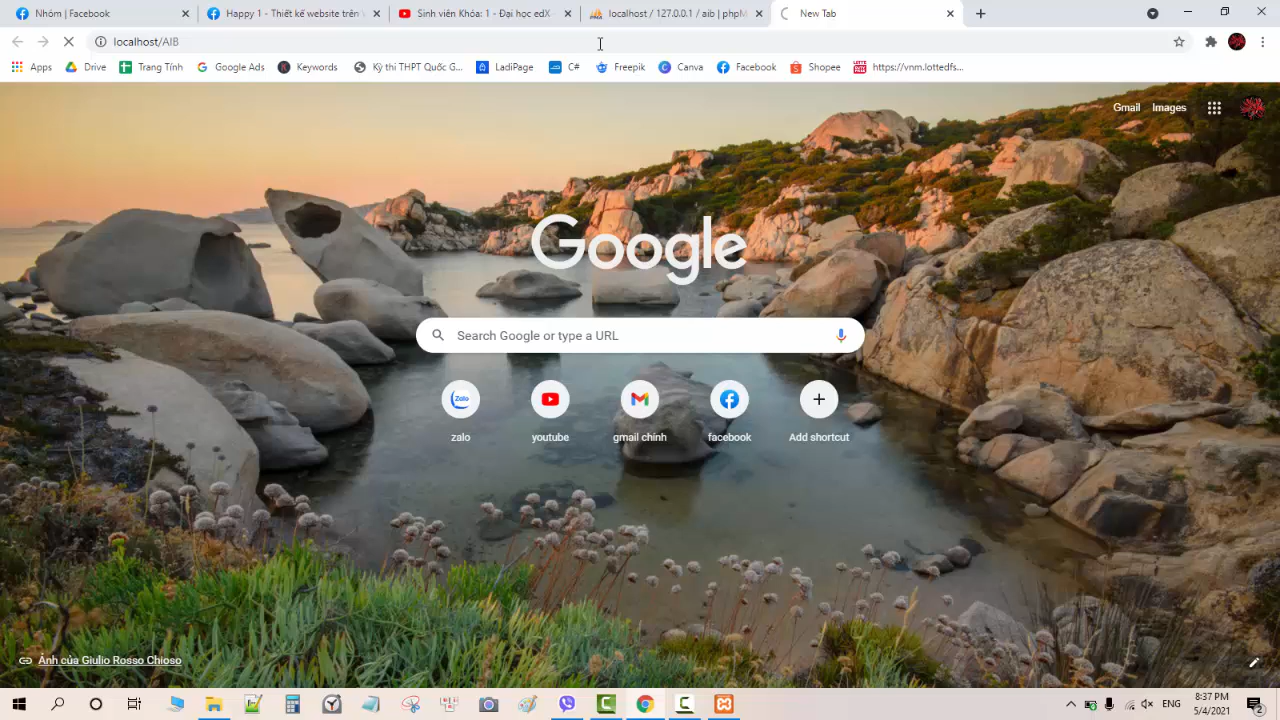 Nhóm | Facebook
Happy 1 - Thiết kế website trên
Sinh viên Khóa: 1 - Đại học edX
localhost / 127.0.0.1 / aib | phpM
New Tab
localhost/AIB
Apps
Drive
Trang Tính
Google Ads
Keywords
Kỳ thi THPT Quốc G...
LadiPage
C#
Freepik
Canva
Facebook
Shopee
https://vnm.lottedfs...
Gmail
Images
Google
Search Google or type a URL
Zalo
zalo
youtube
gmail chính
facebook
Add shortcut
Ảnh của Giulio Rosso Chioso
ENG
8:37 PM
5/4/2021
2